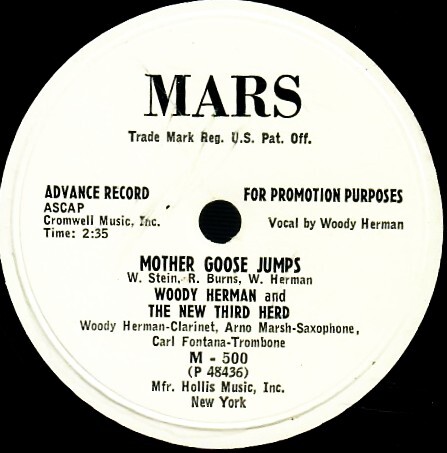 MARS
Trade Mark Reg. U.S. Pat. Off.
ADVANCE RECORD
ASCAP
Cromwell Music, Inc.
Time: 2:35
FOR PROMOTION PURPOSES
Vocal by Woody Herman
MOTHER GOOSE JUMPS
W. Stein, R. Burns, W. Herman
WOODY HERMAN and
THE NEW THIRD HERD
Woody Herman-Clarinet, Arno Marsh-Saxophone,
Carl Fontana-Trombone
M - 500
(P 48436)
Mfr. Hollis Music, Inc.
New York